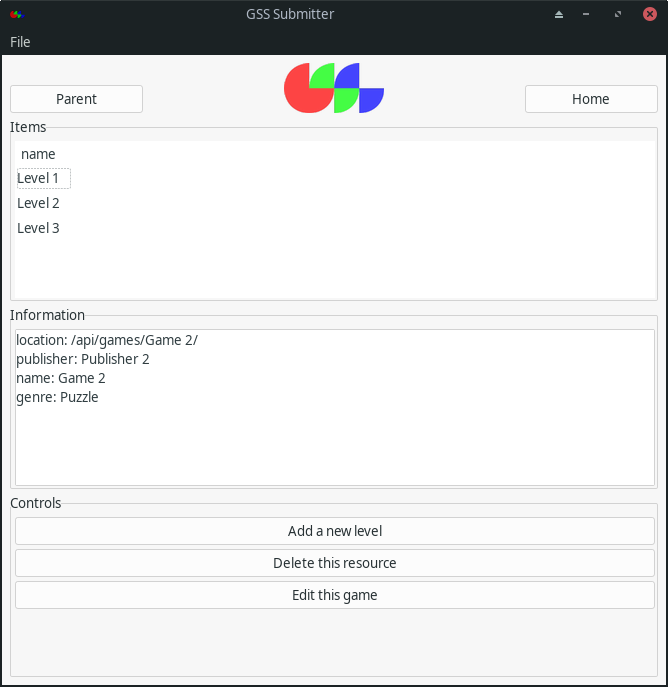 GSS Submitter
File
Parent
Home
Items
name
Level 1
Level 2
Level 3
Information
location: /api/games/Game 2/
publisher: Publisher 2
name: Game 2
genre: Puzzle
Controls
Add a new level
Delete this resource
Edit this game